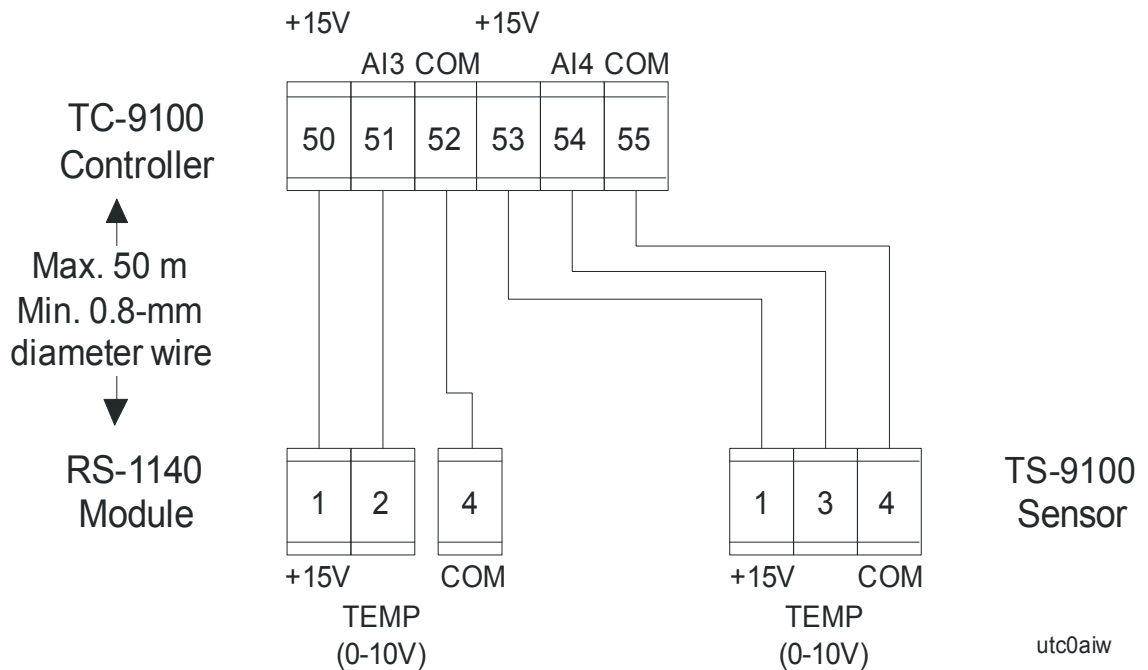 +15V +15V
AI3 COM AI4 COM
TC-9100
Controller
50 51 52 53 54 55
Max. 50 m
Min. 0.8-mm
diameter wire
RS-1140
Module
1 2 4
1 3 4
TS-9100
Sensor
+15V COM
+15V COM
TEMP
(0-10V)
TEMP
(0-10V)
utc0aiw